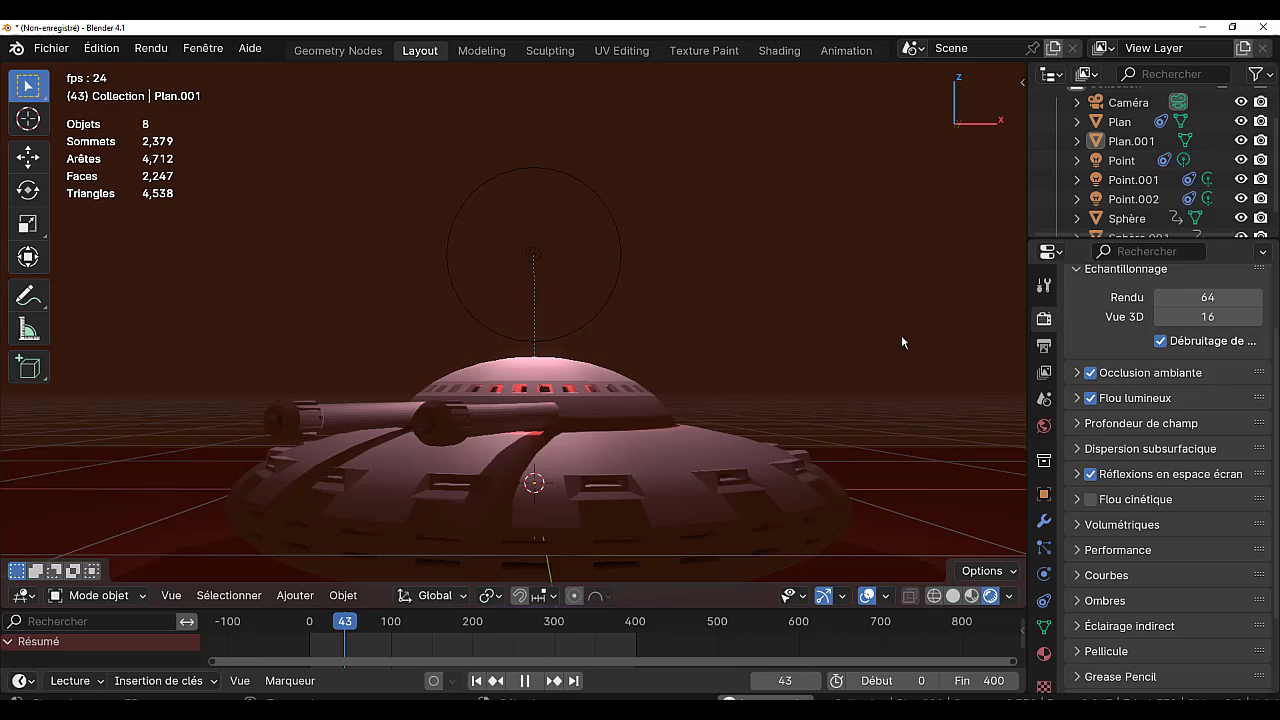 * (Non-enregistré) - Blender 4.1
Fichier Édition Rendu Fenêtre Aide
Geometry Nodes Layout Modeling Sculpting UV Editing Texture Paint Shading Animation
Scene View Layer
fps : 24
(43) Collection | Plan.001
Objets 8
Sommets 2,379
Arêtes 4,712
Faces 2,247
Triangles 4,538
z
x
Rechercher
Caméra
Plan
Plan.001
Point
Point.001
Point.002
Sphère
Rechercher
Echantillonnage
Rendu 64
Vue 3D 16
Débruitage de ...
Occlusion ambiante
Flou lumineux
Profondeur de champ
Dispersion subsurfacique
Réflexions en espace écran
Flou cinétique
Volumétriques
Performance
Courbes
Ombres
Éclairage indirect
Pellicule
Grease Pencil
Options
Mode objet Vue Sélectionner Ajouter Objet Global
Rechercher
-100 0 43 100 200 300 400 500 600 700 800
Résumé
Lecture Insertion de clés Vue Marqueur 43 Début 0 Fin 400